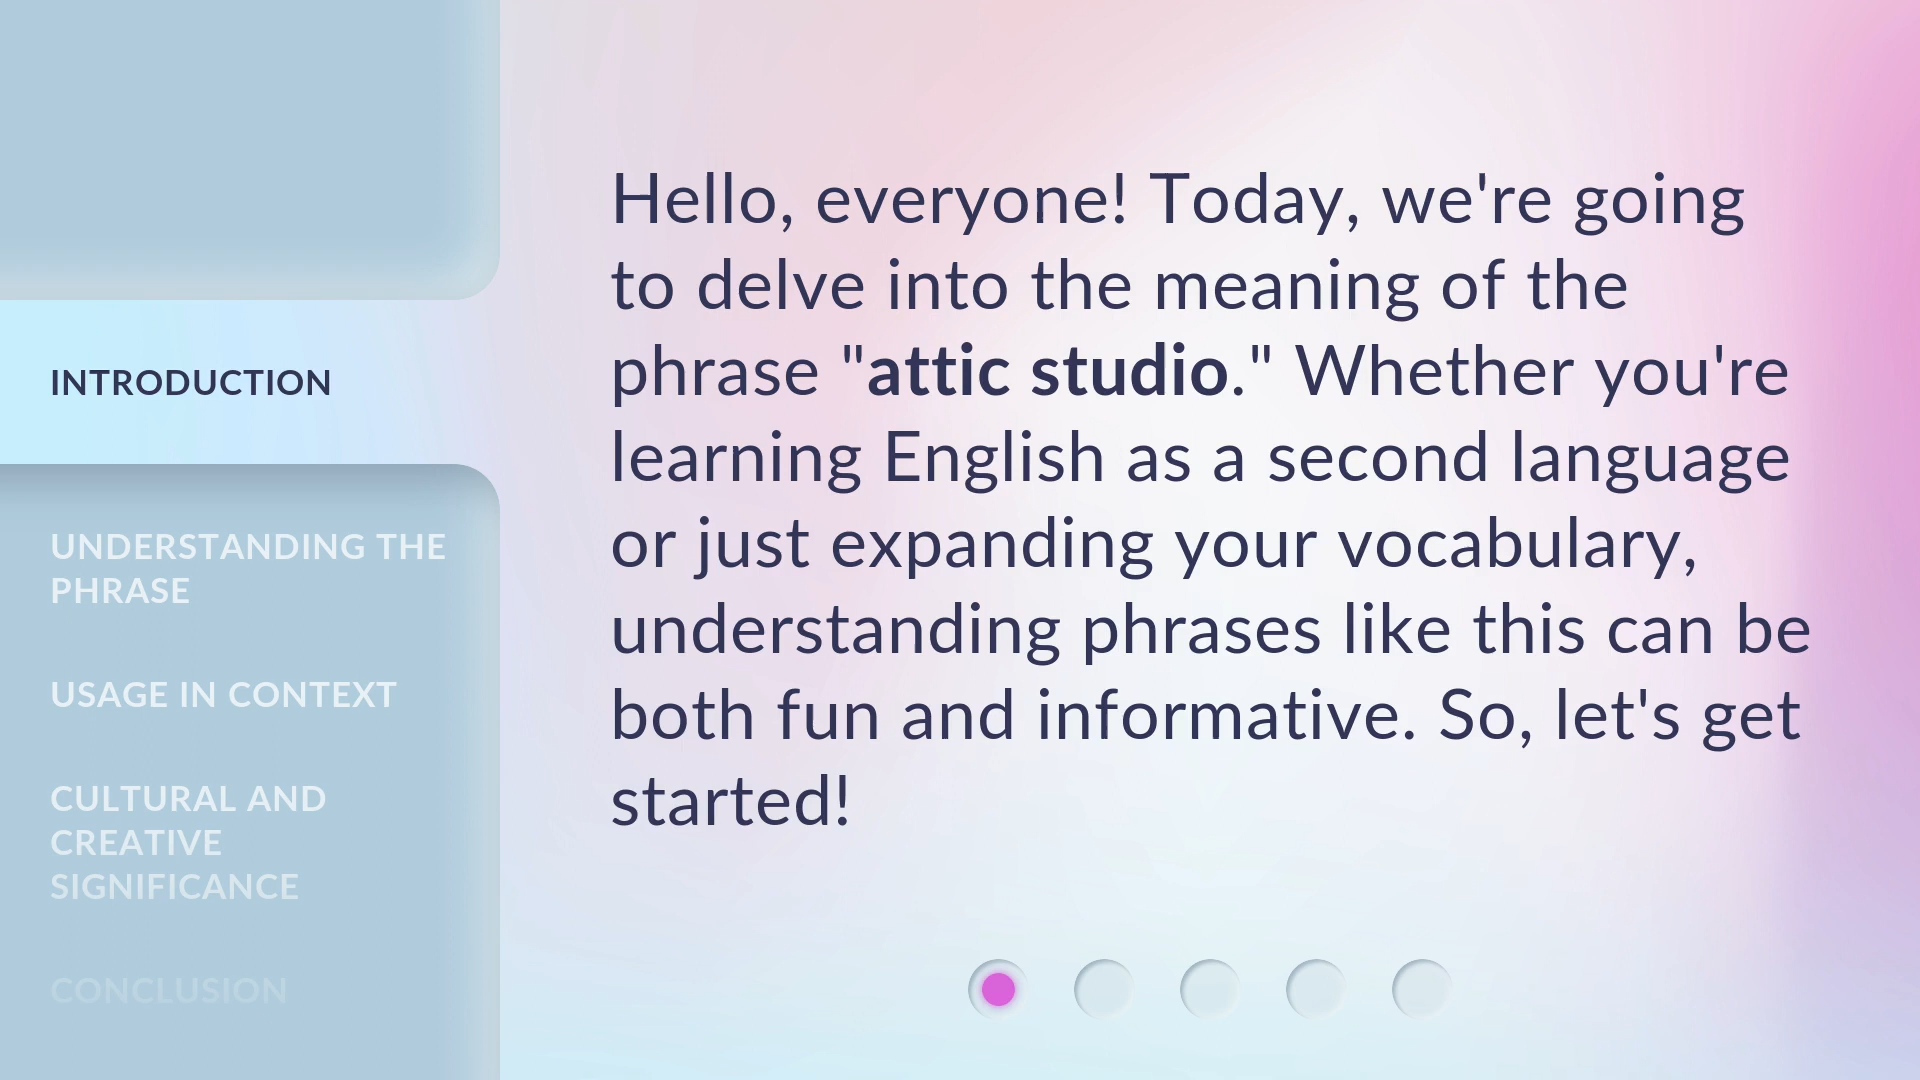 INTRODUCTION
UNDERSTANDING THE
PHRASE
USAGE IN CONTEXT
CULTURAL AND
CREATIVE
SIGNIFICANCE
CONCLUSION
Hello, everyone! Today, we're going
to delve into the meaning of the
phrase "attic studio." Whether you're
learning English as a second language
or just expanding your vocabulary,
understanding phrases like this can be
both fun and informative. So, let's get
started!